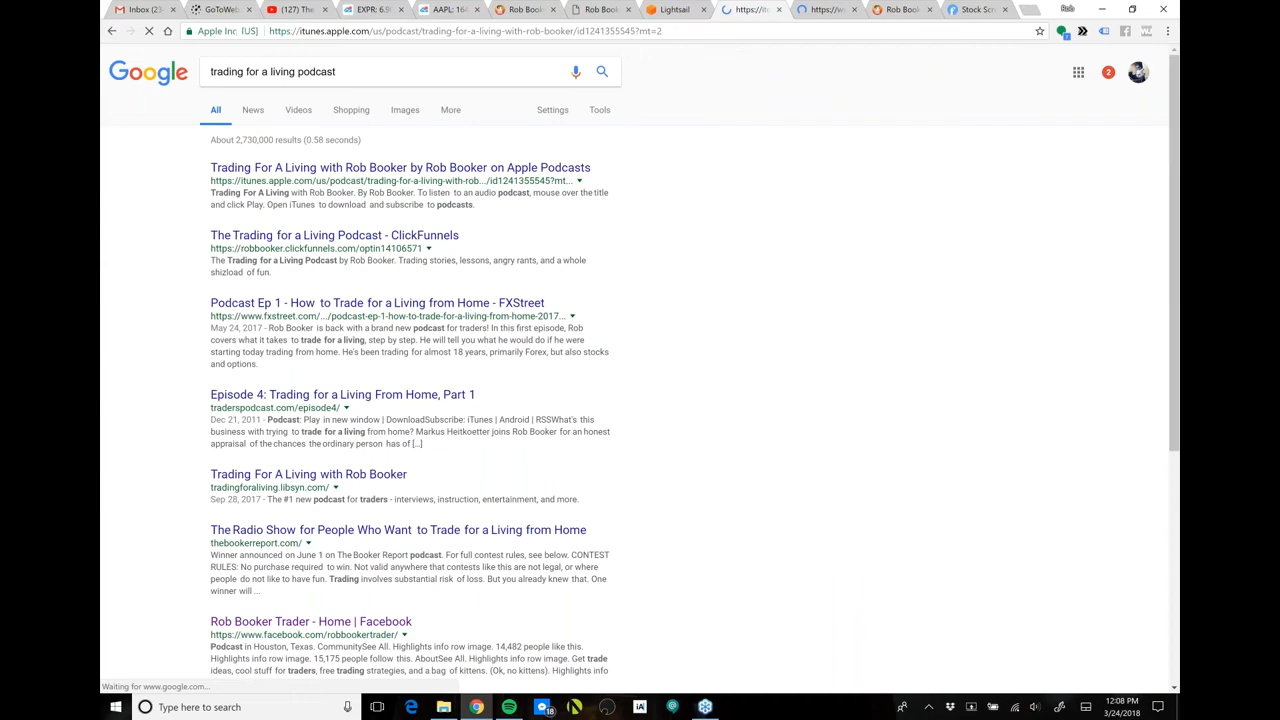 Inbox (23
GoToWeb
(127) The
EXPR: 6.9
AAPL: 16
Rob Book
Rob Book
Lightsail
https://it
https://w
Rob Book
Stock Scr
Rob
Apple Inc. [US]
https://itunes.apple.com/us/podcast/trading-for-a-living-with-rob-booker/id1241355545?mt=2
Google
trading for a living podcast
2
All News Videos Shopping Images More Settings Tools
About 2,730,000 results (0.58 seconds)
Trading For A Living with Rob Booker by Rob Booker on Apple Podcasts
https://itunes.apple.com/us/podcast/trading-for-a-living-with-rob.../id1241355545?mt...
Trading For A Living with Rob Booker. By Rob Booker. To listen to an audio podcast, mouse over the title
and click Play. Open iTunes to download and subscribe to podcasts.
The Trading for a Living Podcast - ClickFunnels
https://robbooker.clickfunnels.com/optin14106571
The Trading for a Living Podcast by Rob Booker. Trading stories, lessons, angry rants, and a whole
shizload of fun.
Podcast Ep 1 - How to Trade for a Living from Home - FXStreet
https://www.fxstreet.com/.../podcast-ep-1-how-to-trade-for-a-living-from-home-2017...
May 24, 2017 - Rob Booker is back with a brand new podcast for traders! In this first episode, Rob
covers what it takes to trade for a living, step by step. He will tell you what he would do if he were
starting today trading from home. He's been trading for almost 18 years, primarily Forex, but also stocks
and options.
Episode 4: Trading for a Living From Home, Part 1
traderspodcast.com/episode4/
Dec 21, 2011 - Podcast: Play in new window | DownloadSubscribe: iTunes | Android | RSSWhat's this
business with trying to trade for a living from home? Markus Heitkoetter joins Rob Booker for an honest
appraisal of the chances the ordinary person has of [...]
Trading For A Living with Rob Booker
tradingforaliving.libsyn.com/
Sep 28, 2017 - The #1 new podcast for traders - interviews, instruction, entertainment, and more.
The Radio Show for People Who Want to Trade for a Living from Home
thebookerreport.com/
Winner announced on June 1 on The Booker Report podcast. For full contest rules, see below. CONTEST
RULES: No purchase required to win. Not valid anywhere that contests like this are not legal, or where
people do not like to have fun. Trading involves substantial risk of loss. But you already knew that. One
winner will ...
Rob Booker Trader - Home | Facebook
https://www.facebook.com/robbookertrader/
Podcast in Houston, Texas. CommunitySee All. Highlights info row image. 14,482 people like this.
Highlights info row image. 15,175 people follow this. AboutSee All. Highlights info row image. Get trade
ideas, cool stuff for traders, free trading strategies, and a bag of kittens. (Ok, no kittens). Highlights info
Waiting for www.google.com...
Type here to search
18
iA
12:08 PM
3/24/2018